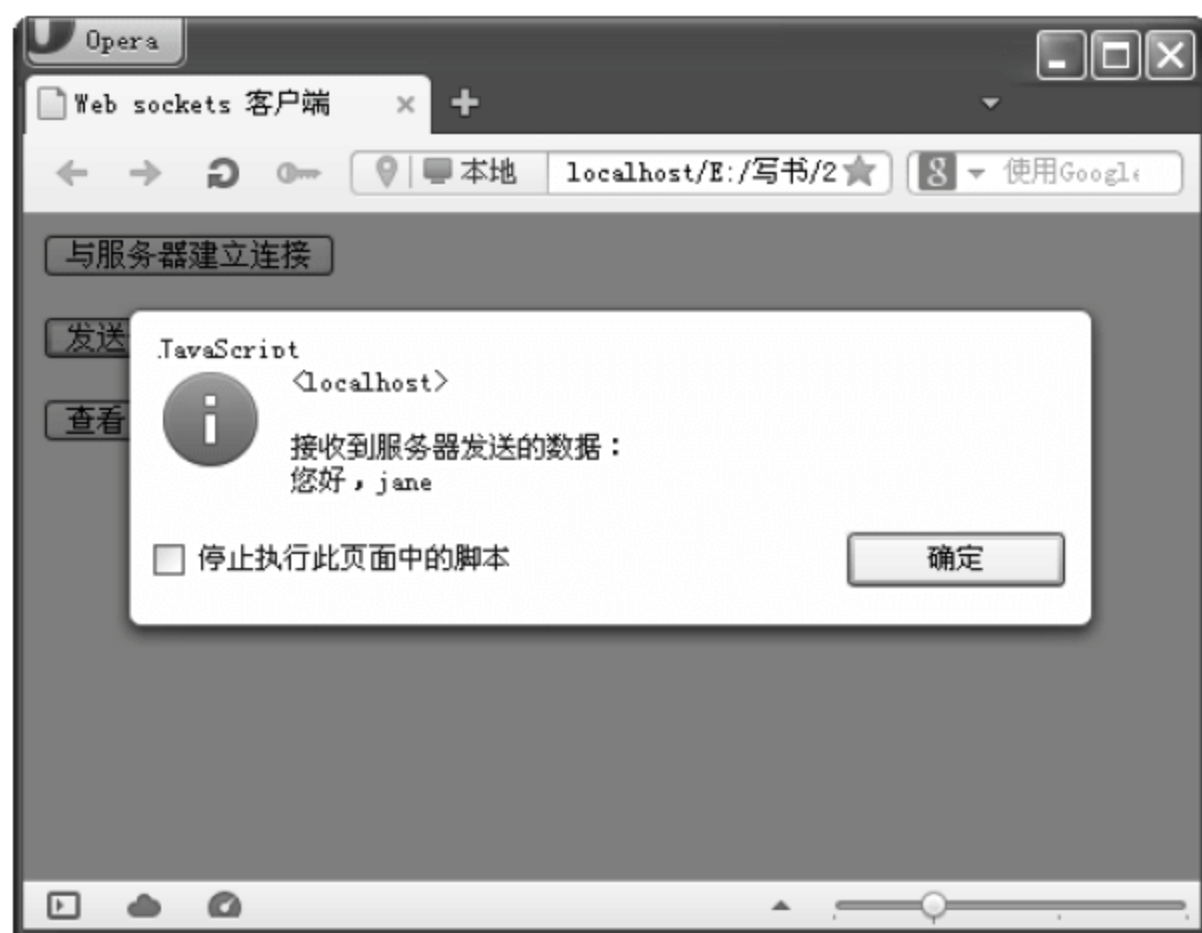 Opera
Web sockets 客户端
本地 localhost/E:/写书/2 使用Google
与服务器建立连接
发送
查看
JavaScript
<localhost>
接收到服务器发送的数据：
您好，jane
停止执行此页面中的脚本 确定